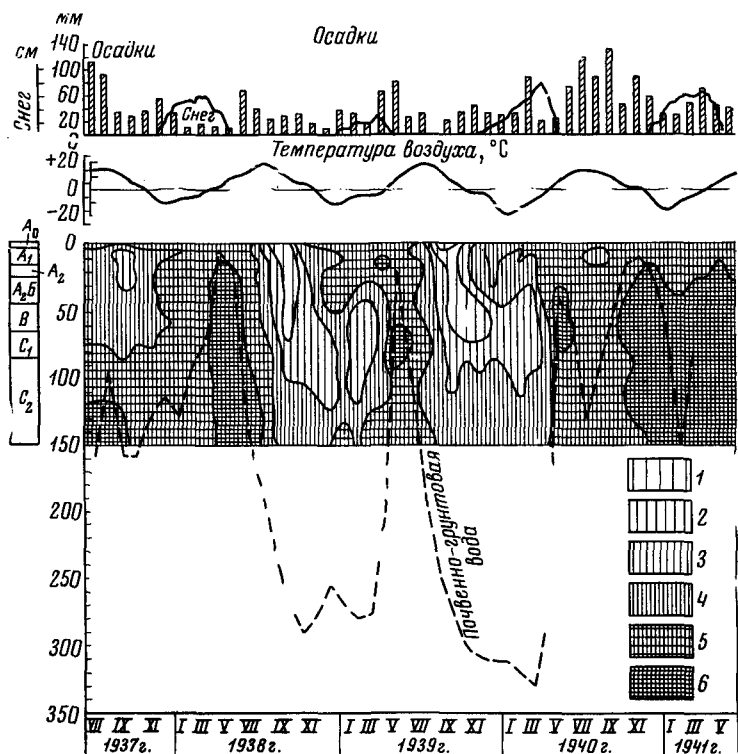 мм
Осадки
см
140
Осадки
100
60
20
Снег
Снег
Температура воздуха, °С
+20
0
-20
A₀
A₁
A₂
A₂Б
В
C₁
C₂
0
50
100
150
200
250
300
350
Почвенно-грунтовая
вода
1
2
3
4
5
6
VII IX XI I III V VII IX XI I III V VII IX XI I III V VII IX XI I III V
1937г. 1938г. 1939г. 1940г. 1941г.